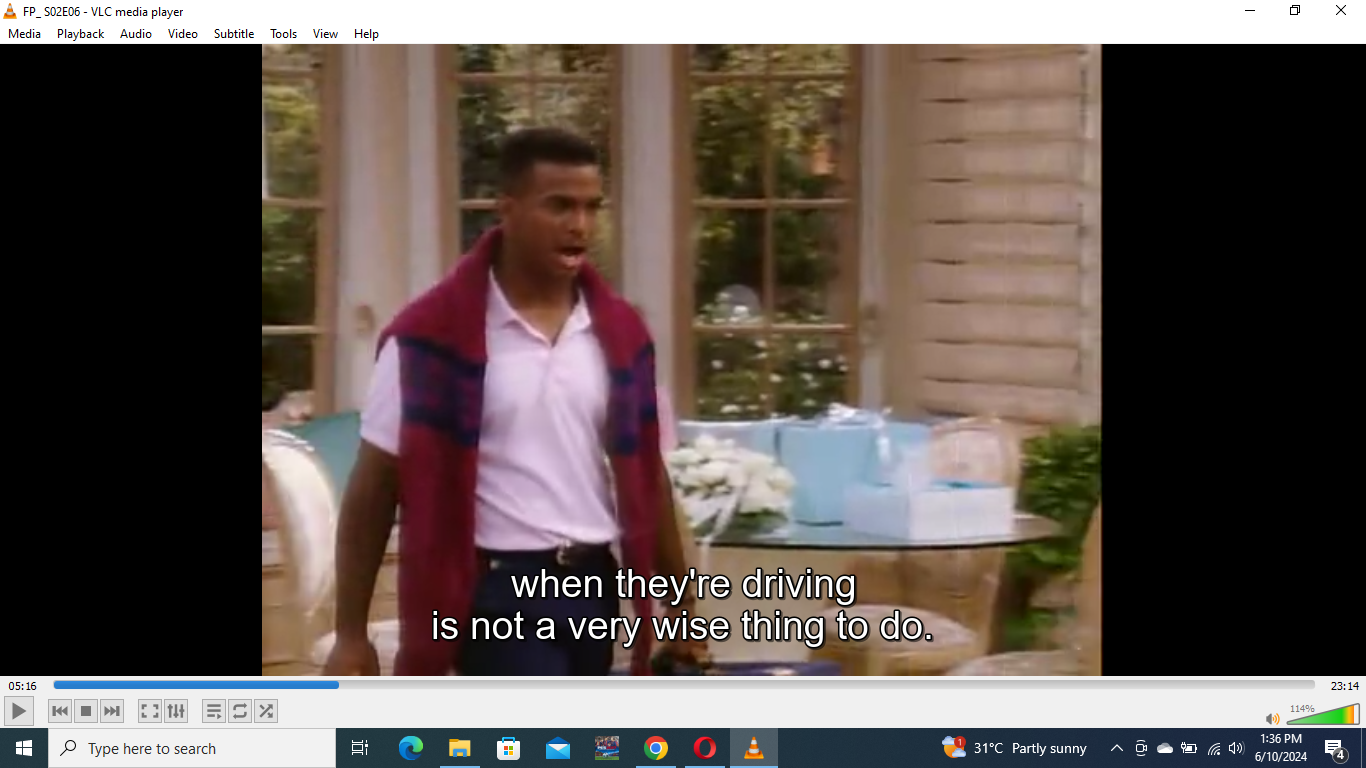 FP_ S02E06 - VLC media player
Media Playback Audio Video Subtitle Tools View Help
when they're driving
is not a very wise thing to do.
05:16
23:14
114%
Type here to search
31°C Partly sunny
1:36 PM
6/10/2024
1
4